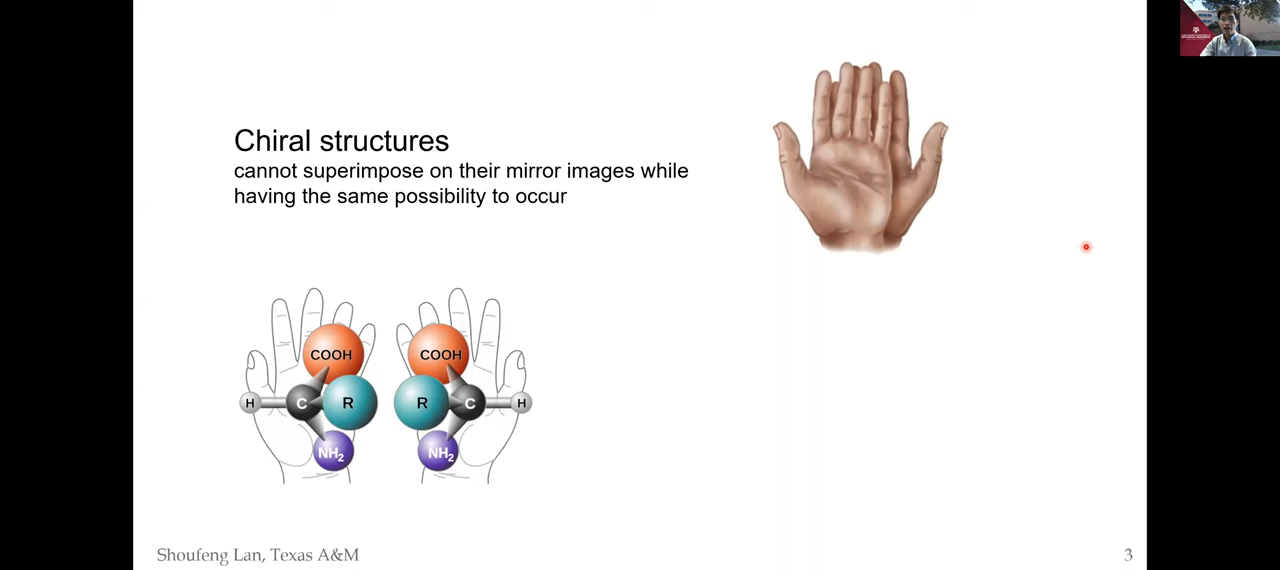 Chiral structures
cannot superimpose on their mirror images while
having the same possibility to occur
COOH
COOH
H
C
R
R
C
H
NH₂
NH₂
Shoufeng Lan, Texas A&M
3